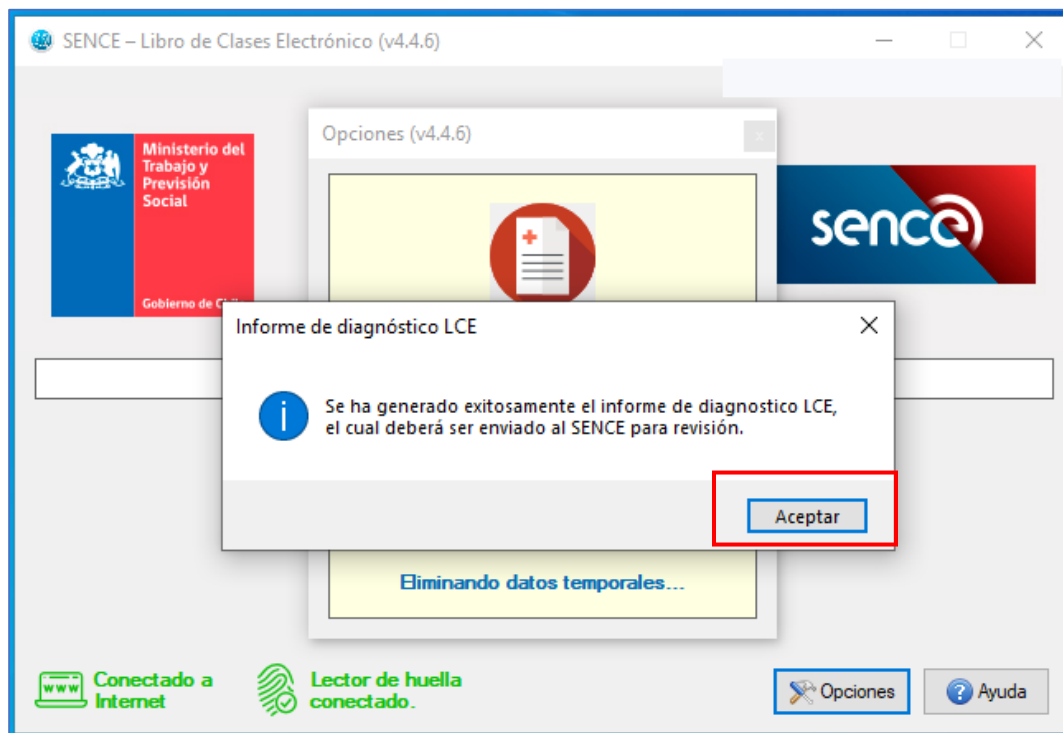 SENCE – Libro de Clases Electrónico (v4.4.6)
Opciones (v4.4.6)
x
Ministerio del
Trabajo y
Previsión
Social
Gobierno de
sence
Informe de diagnóstico LCE
Se ha generado exitosamente el informe de diagnostico LCE,
el cual deberá ser enviado al SENCE para revisión.
Aceptar
Eliminando datos temporales...
www
Conectado a
Internet
Lector de huella
conectado.
Opciones
? Ayuda